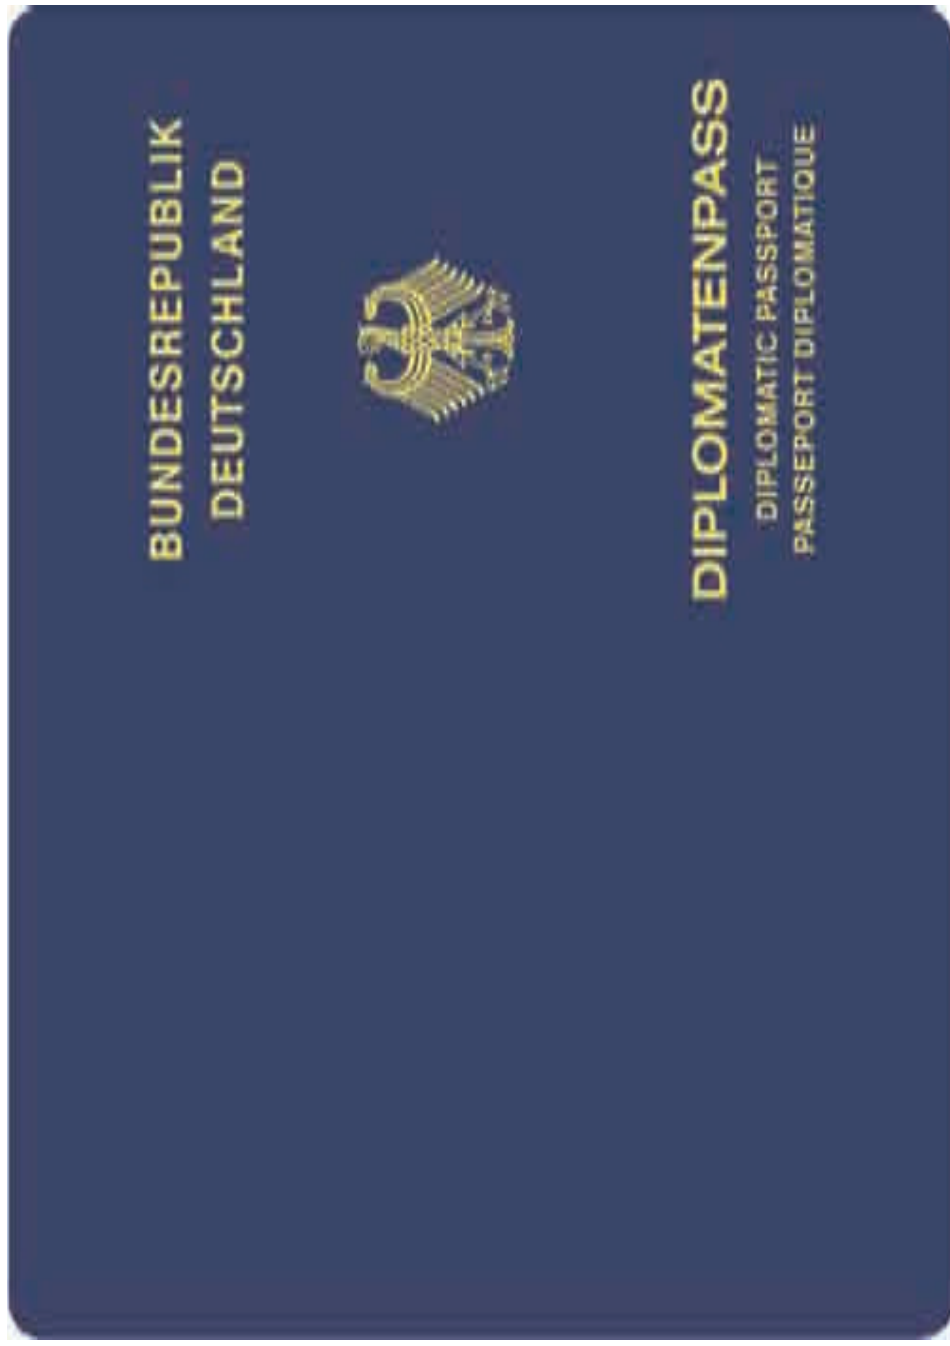 BUNDESREPUBLIK
DEUTSCHLAND
DIPLOMATENPASS
DIPLOMATIC PASSPORT
PASSEPORT DIPLOMATIQUE